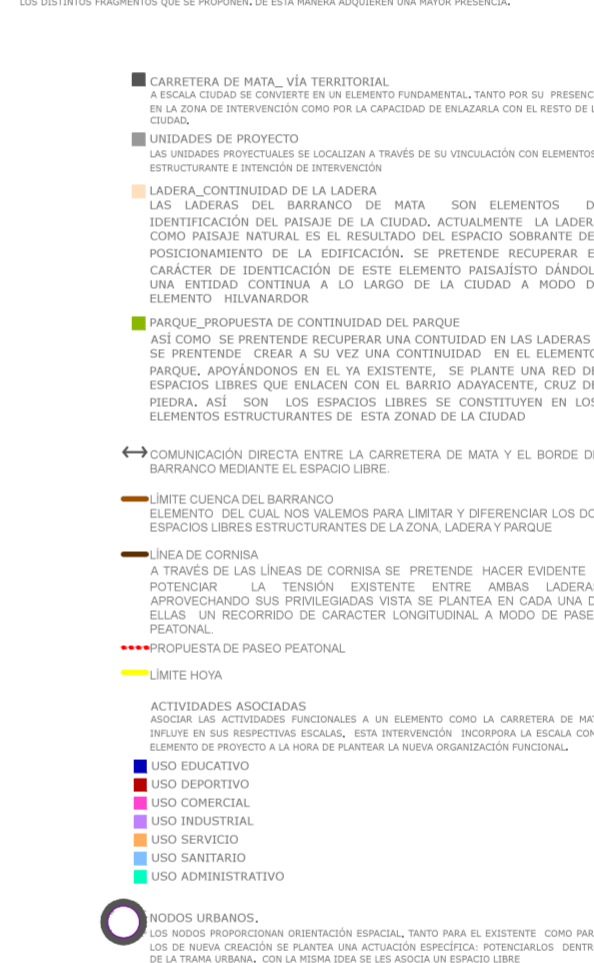 LOS DISTINTOS FRAGMENTOS QUE SE PROPONEN. DE ESTA MANERA ADQUIEREN UNA MAYOR PRESENCIA.
CARRETERA DE MATA_ VÍA TERRITORIAL
A ESCALA CIUDAD SE CONVIERTE EN UN ELEMENTO FUNDAMENTAL. TANTO POR SU PRESENC
EN LA ZONA DE INTERVENCIÓN COMO POR LA CAPACIDAD DE ENLAZARLA CON EL RESTO DE L
CIUDAD.
UNIDADES DE PROYECTO
LAS UNIDADES PROYECTUALES SE LOCALIZAN A TRAVÉS DE SU VINCULACIÓN CON ELEMENTOS
ESTRUCTURANTE E INTENCIÓN DE INTERVENCIÓN
LADERA_CONTINUIDAD DE LA LADERA
LAS LADERAS DEL BARRANCO DE MATA SON ELEMENTOS D
IDENTIFICACIÓN DEL PAISAJE DE LA CIUDAD. ACTUALMENTE LA LADER
COMO PAISAJE NATURAL ES EL RESULTADO DEL ESPACIO SOBRANTE DE
POSICIONAMIENTO DE LA EDIFICACIÓN. SE PRETENDE RECUPERAR E
CARÁCTER DE IDENTICACIÓN DE ESTE ELEMENTO PAISAJÍSTO DÁNDOL
UNA ENTIDAD CONTINUA A LO LARGO DE LA CIUDAD A MODO D
ELEMENTO HILVANARDOR
PARQUE_PROPUESTA DE CONTINUIDAD DEL PARQUE
ASÍ COMO SE PRENTENDE RECUPERAR UNA CONTUIDAD EN LAS LADERAS
SE PRENTENDE CREAR A SU VEZ UNA CONTINUIDAD EN EL ELEMENTO
PARQUE. APOYÁNDONOS EN EL YA EXISTENTE, SE PLANTE UNA RED DE
ESPACIOS LIBRES QUE ENLACEN CON EL BARRIO ADAYACENTE, CRUZ DE
PIEDRA. ASÍ SON LOS ESPACIOS LIBRES SE CONSTITUYEN EN LOS
ELEMENTOS ESTRUCTURANTES DE ESTA ZONAD DE LA CIUDAD
COMUNICACIÓN DIRECTA ENTRE LA CARRETERA DE MATA Y EL BORDE DE
BARRANCO MEDIANTE EL ESPACIO LIBRE.
LÍMITE CUENCA DEL BARRANCO
ELEMENTO DEL CUAL NOS VALEMOS PARA LIMITAR Y DIFERENCIAR LOS DO
ESPACIOS LIBRES ESTRUCTURANTES DE LA ZONA, LADERA Y PARQUE
LÍNEA DE CORNISA
A TRAVÉS DE LAS LÍNEAS DE CORNISA SE PRETENDE HACER EVIDENTE
POTENCIAR LA TENSIÓN EXISTENTE ENTRE AMBAS LADERAS
APROVECHANDO SUS PRIVILEGIADAS VISTA SE PLANTEA EN CADA UNA D
ELLAS UN RECORRIDO DE CARACTER LONGITUDINAL A MODO DE PASE
PEATONAL.
PROPUESTA DE PASEO PEATONAL
LÍMITE HOYA
ACTIVIDADES ASOCIADAS
ASOCIAR LAS ACTIVIDADES FUNCIONALES A UN ELEMENTO COMO LA CARRETERA DE MAT
INFLUYE EN SUS RESPECTIVAS ESCALAS. ESTA INTERVENCIÓN INCORPORA LA ESCALA COM
ELEMENTO DE PROYECTO A LA HORA DE PLANTEAR LA NUEVA ORGANIZACIÓN FUNCIONAL.
USO EDUCATIVO
USO DEPORTIVO
USO COMERCIAL
USO INDUSTRIAL
USO SERVICIO
USO SANITARIO
USO ADMINISTRATIVO
NODOS URBANOS.
LOS NODOS PROPORCIONAN ORIENTACIÓN ESPACIAL. TANTO PARA EL EXISTENTE COMO PAR
LOS DE NUEVA CREACIÓN SE PLANTEA UNA ACTUACIÓN ESPECÍFICA: POTENCIARLOS DENTR
DE LA TRAMA URBANA. CON LA MISMA IDEA SE LES ASOCIA UN ESPACIO LIBRE